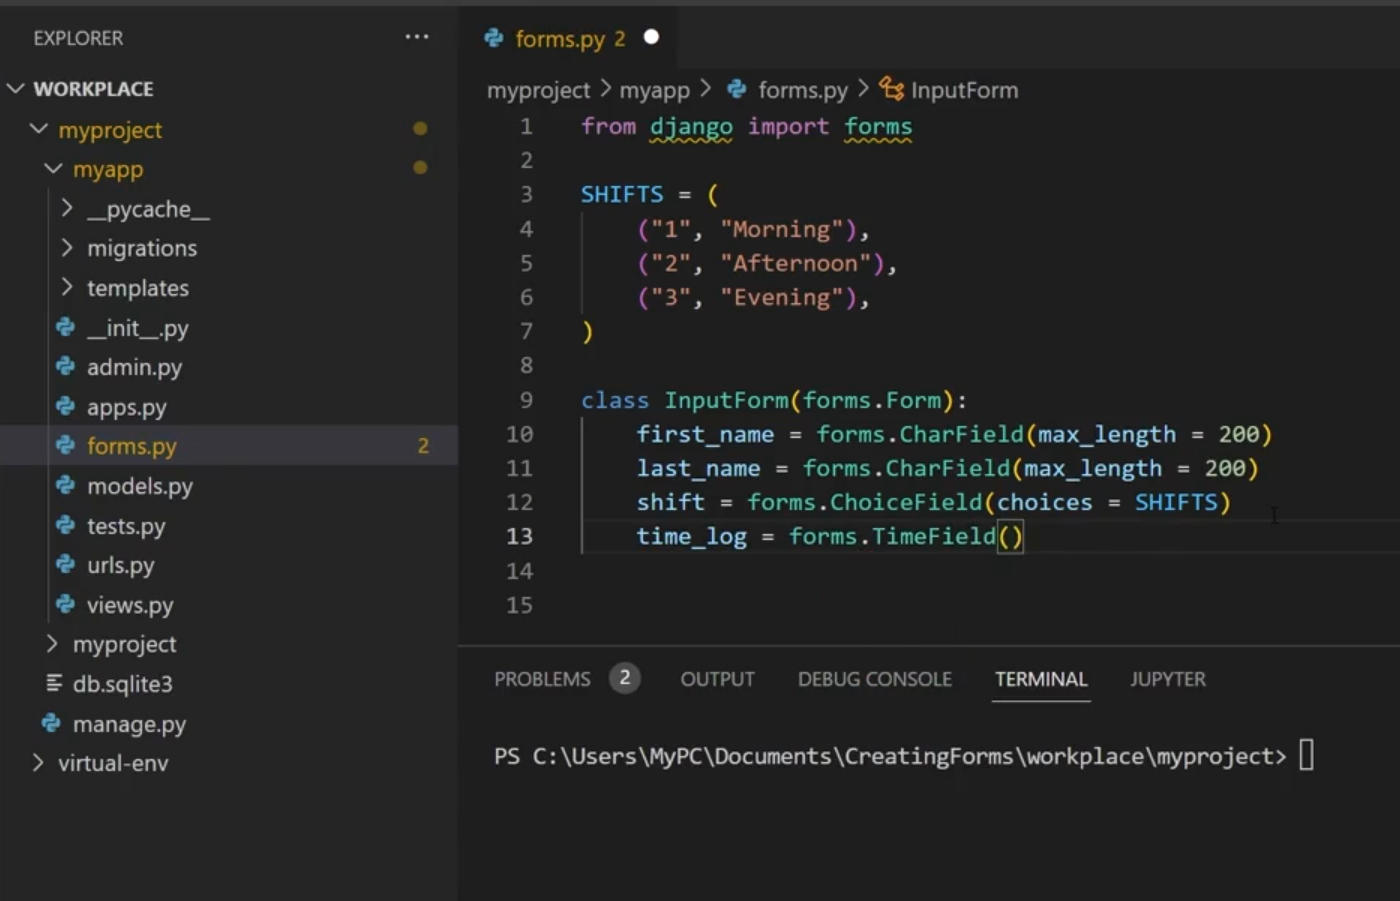 EXPLORER
WORKPLACE
myproject
myapp
__pycache__
migrations
templates
__init__.py
admin.py
apps.py
forms.py 2
models.py
tests.py
urls.py
views.py
myproject
db.sqlite3
manage.py
virtual-env
forms.py 2
myproject > myapp > forms.py > InputForm
1 from django import forms
2
3 SHIFTS = (
4     ("1", "Morning"),
5     ("2", "Afternoon"),
6     ("3", "Evening"),
7 )
8
9 class InputForm(forms.Form):
10     first_name = forms.CharField(max_length = 200)
11     last_name = forms.CharField(max_length = 200)
12     shift = forms.ChoiceField(choices = SHIFTS)
13     time_log = forms.TimeField()
14
15
PROBLEMS 2 OUTPUT DEBUG CONSOLE TERMINAL JUPYTER
PS C:\Users\MyPC\Documents\CreatingForms\workplace\myproject>